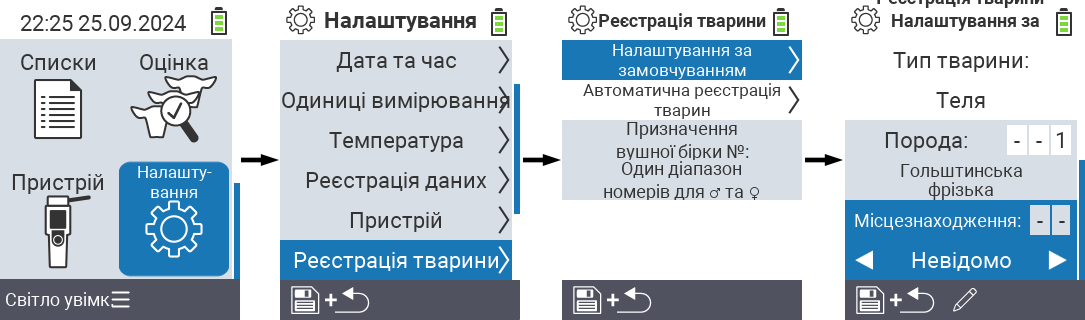 22:25 25.09.2024
Списки
Оцінка
Пристрій
Налашту-
вання
Світло увімк.
Налаштування
Дата та час
Одиниці вимірювання
Температура
Реєстрація даних
Пристрій
Реєстрація тварини
+
Реєстрація тварини
Налаштування за
замовчуванням
Автоматична реєстрація
тварин
Призначення
вушної бірки №:
Один діапазон
номерів для ♂ та ♀
+
Реєстрація тварини
Налаштування за
Тип тварини:
Теля
Порода: - - 1
Гольштинська
фрізька
Місцезнаходження: - -
Невідомо
+